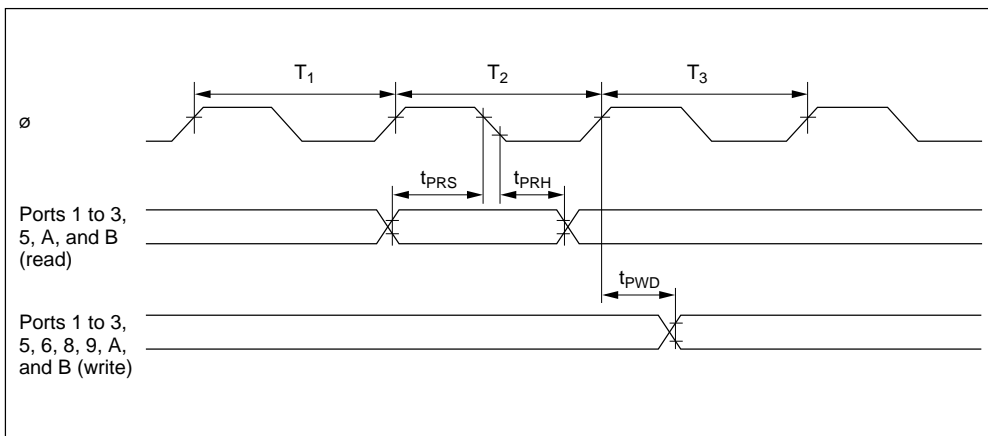 T1
T2
T3
ø
tPRS
tPRH
Ports 1 to 3,
5, A, and B
(read)
tPWD
Ports 1 to 3,
5, 6, 8, 9, A,
and B (write)